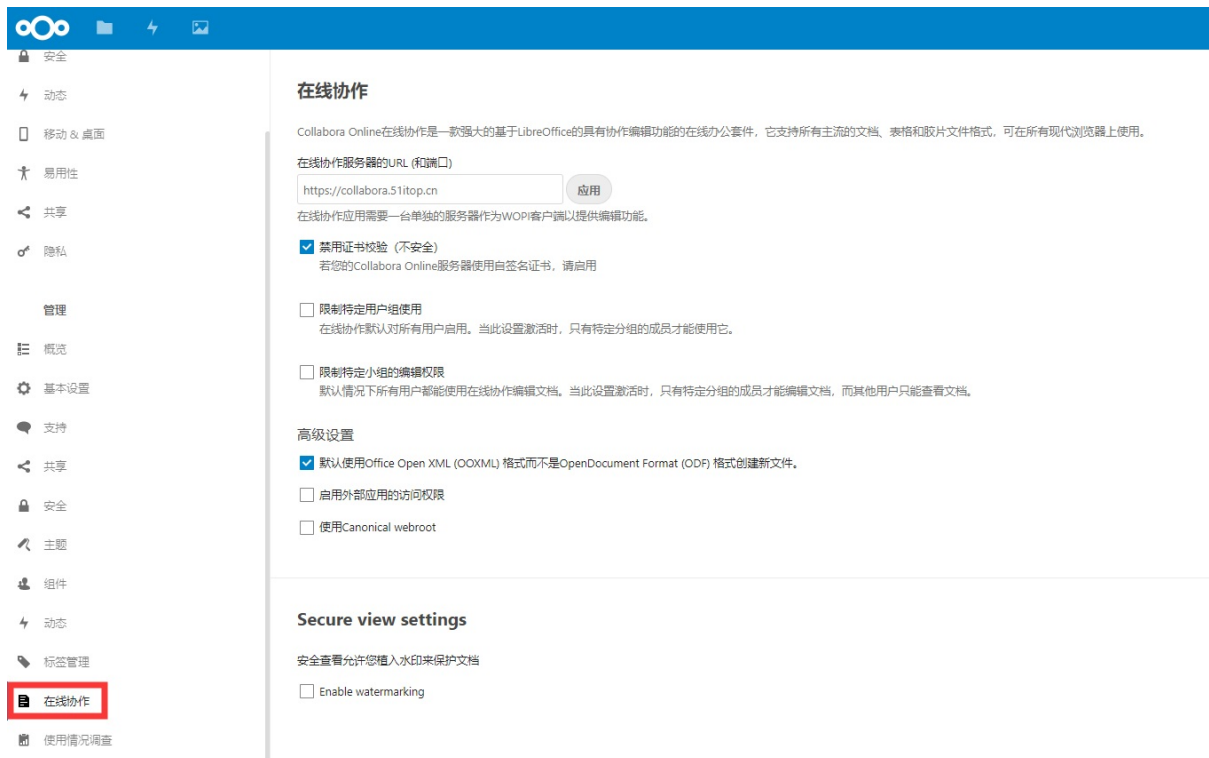 安全
动态
移动 & 桌面
易用性
共享
隐私
管理
概览
基本设置
支持
共享
安全
主题
组件
动态
标签管理
在线协作
使用情况调查
在线协作
Collabora Online在线协作是一款强大的基于LibreOffice的具有协作编辑功能的在线办公套件，它支持所有主流的文档、表格和胶片文件格式，可在所有现代浏览器上使用。
在线协作服务器的URL (和端口)
https://collabora.51itop.cn
应用
在线协作应用需要一台单独的服务器作为WOPI客户端以提供编辑功能。
禁用证书校验（不安全）
若您的Collabora Online服务器使用自签名证书，请启用
限制特定用户组使用
在线协作默认对所有用户启用。当此设置激活时，只有特定分组的成员才能使用它。
限制特定小组的编辑权限
默认情况下所有用户都能使用在线协作编辑文档。当此设置激活时，只有特定分组的成员才能编辑文档，而其他用户只能查看文档。
高级设置
默认使用Office Open XML (OOXML) 格式而不是OpenDocument Format (ODF) 格式创建新文件。
启用外部应用的访问权限
使用Canonical webroot
Secure view settings
安全查看允许您植入水印来保护文档
Enable watermarking